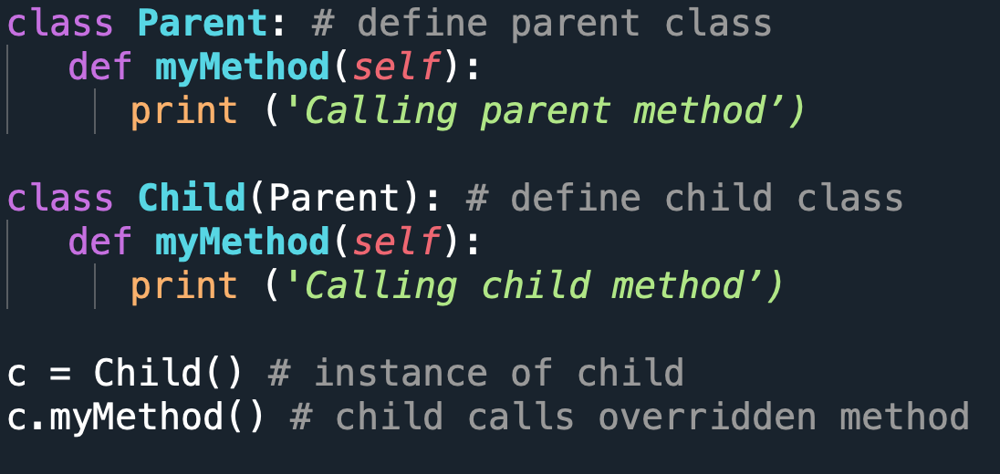 class Parent: # define parent class
def myMethod(self):
print ('Calling parent method’)
class Child(Parent): # define child class
def myMethod(self):
print ('Calling child method’)
c = Child() # instance of child
c.myMethod() # child calls overridden method